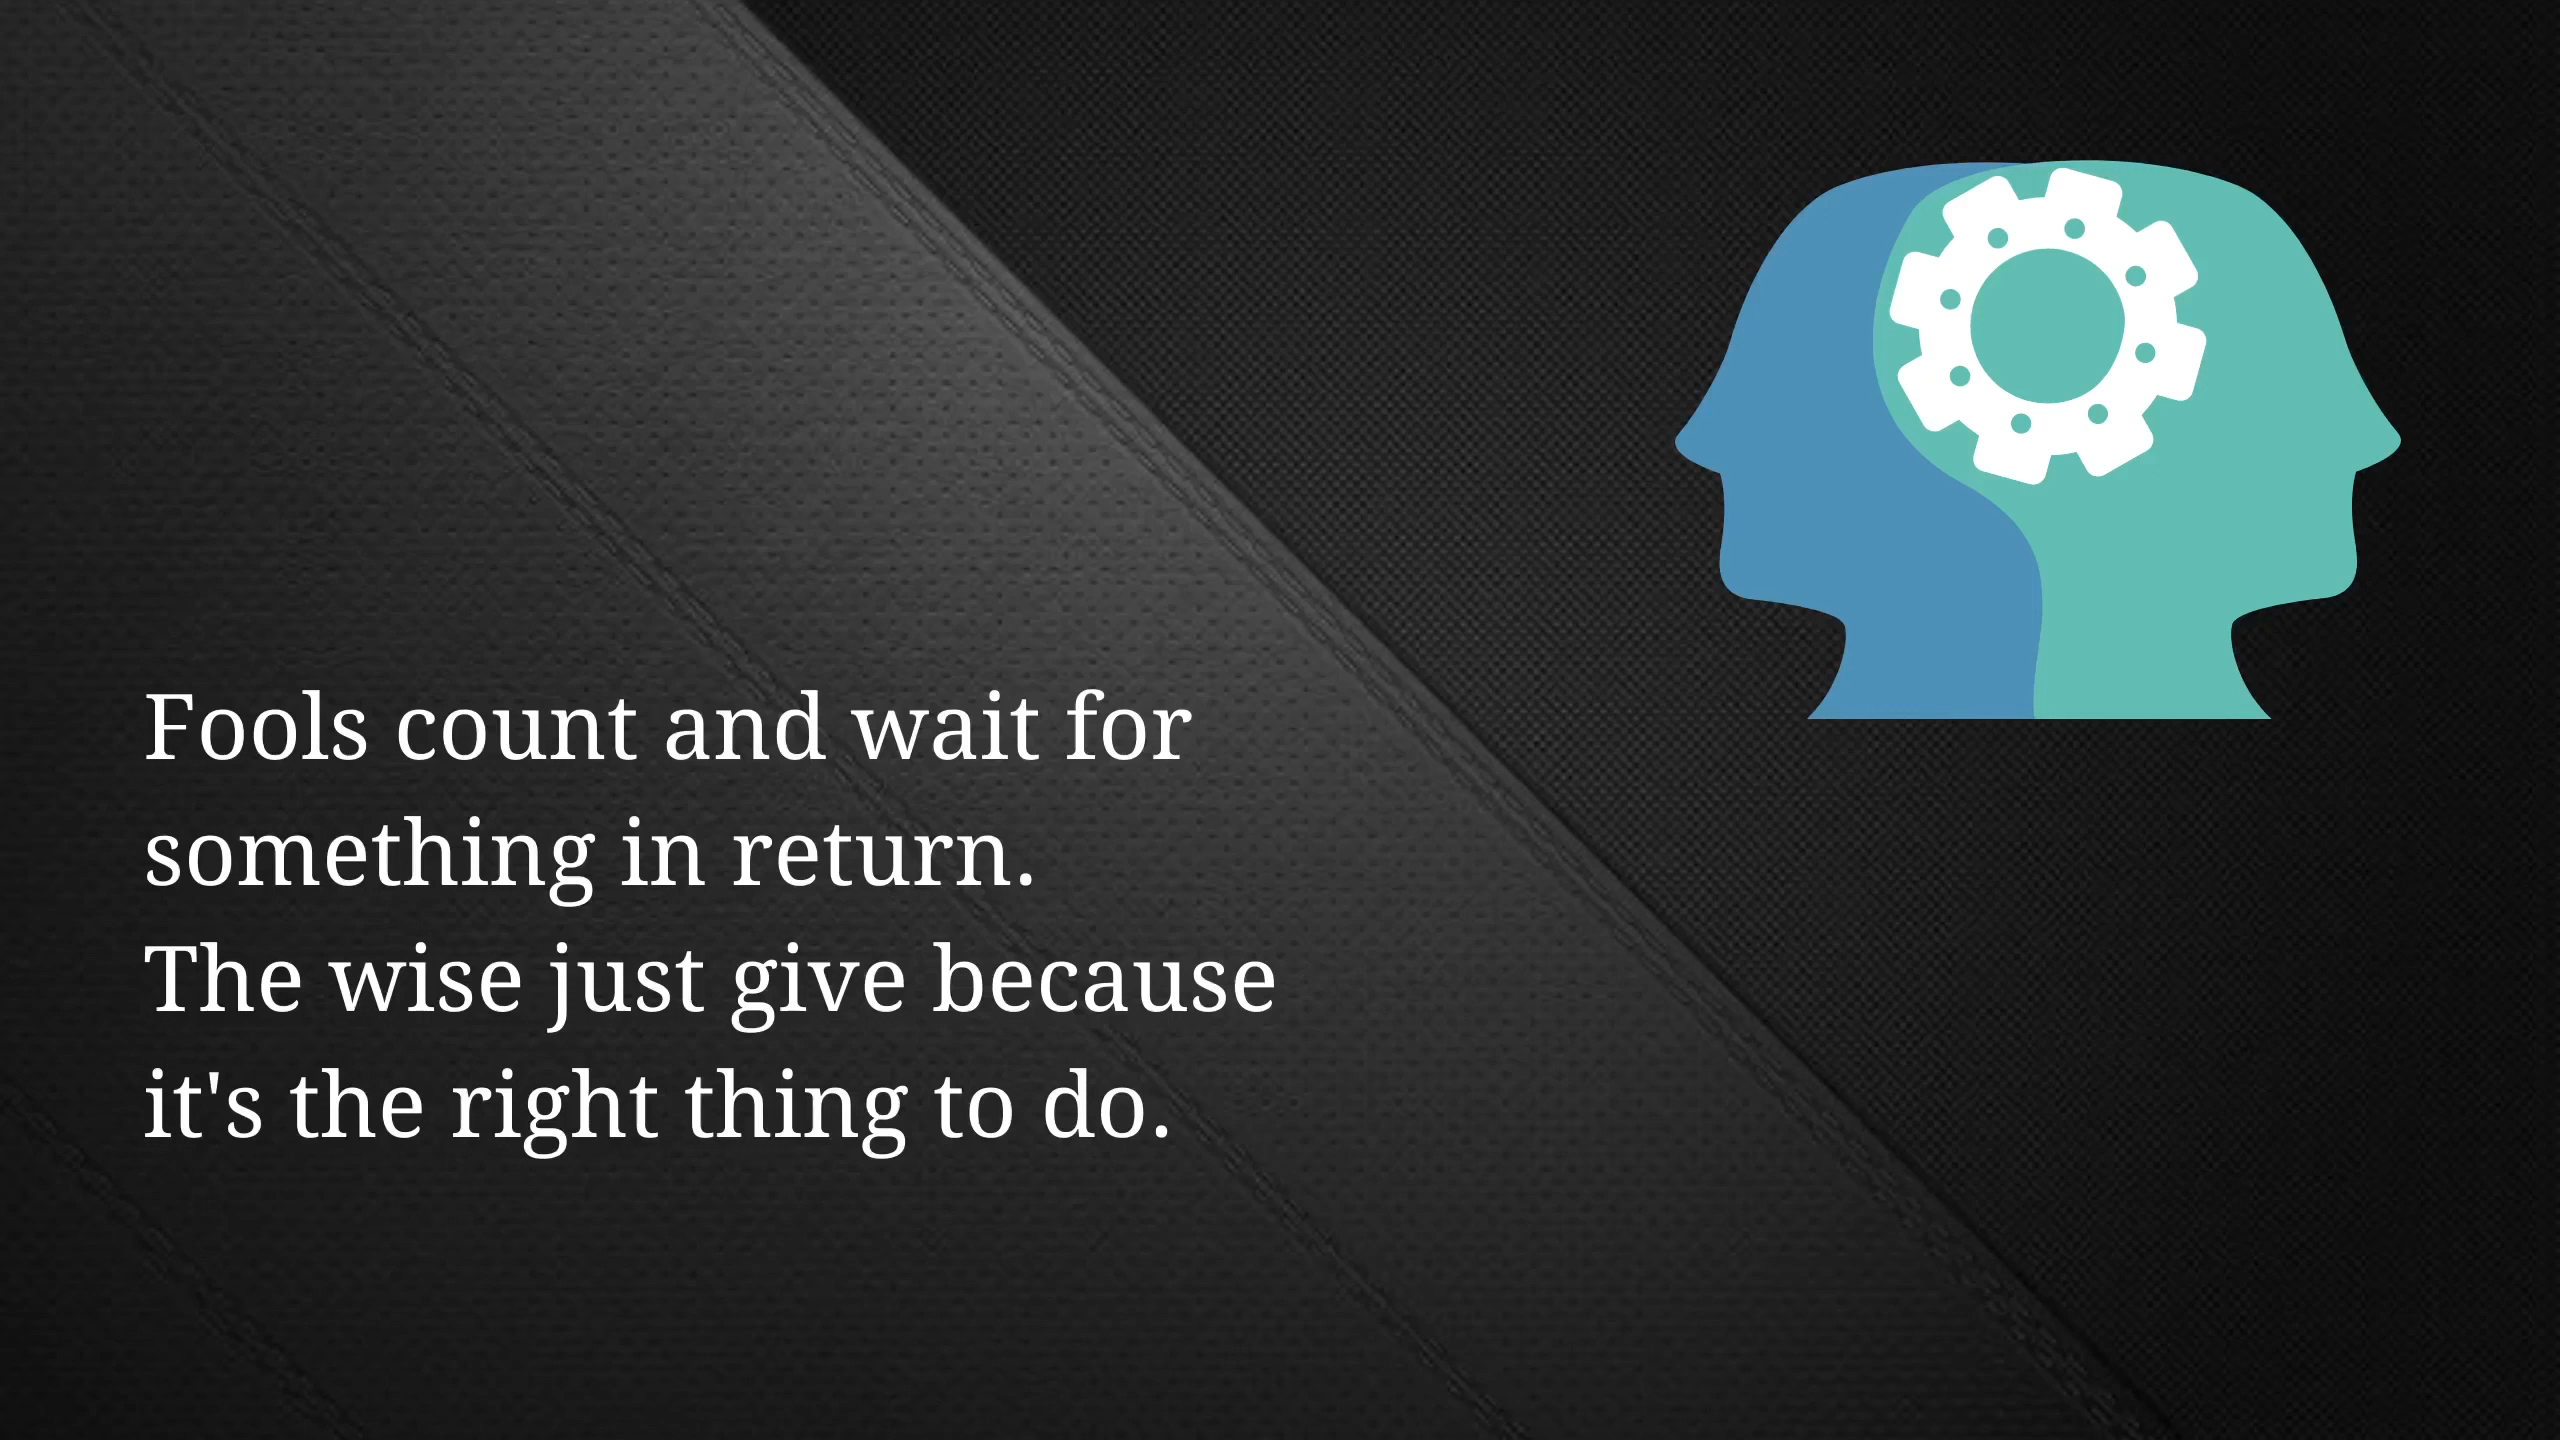 Fools count and wait for
something in return.
The wise just give because
it's the right thing to do.